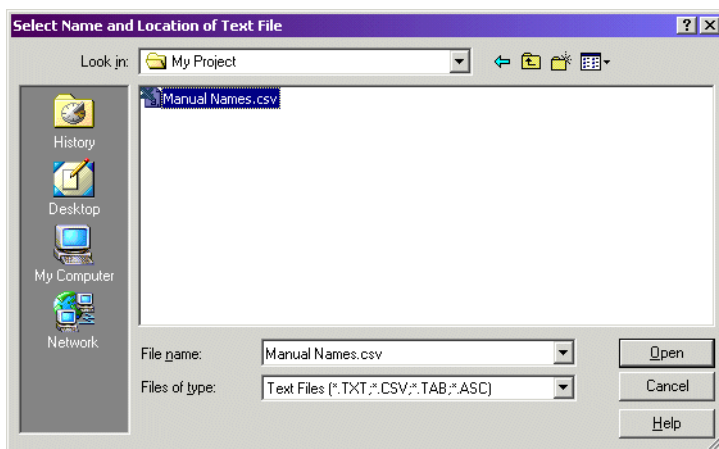 Select Name and Location of Text File
Look in: My Project
Manual Names.csv
History
Desktop
My Computer
Network
File name: Manual Names.csv Open
Files of type: Text Files (*.TXT;*.CSV;*.TAB;*.ASC) Cancel
Help